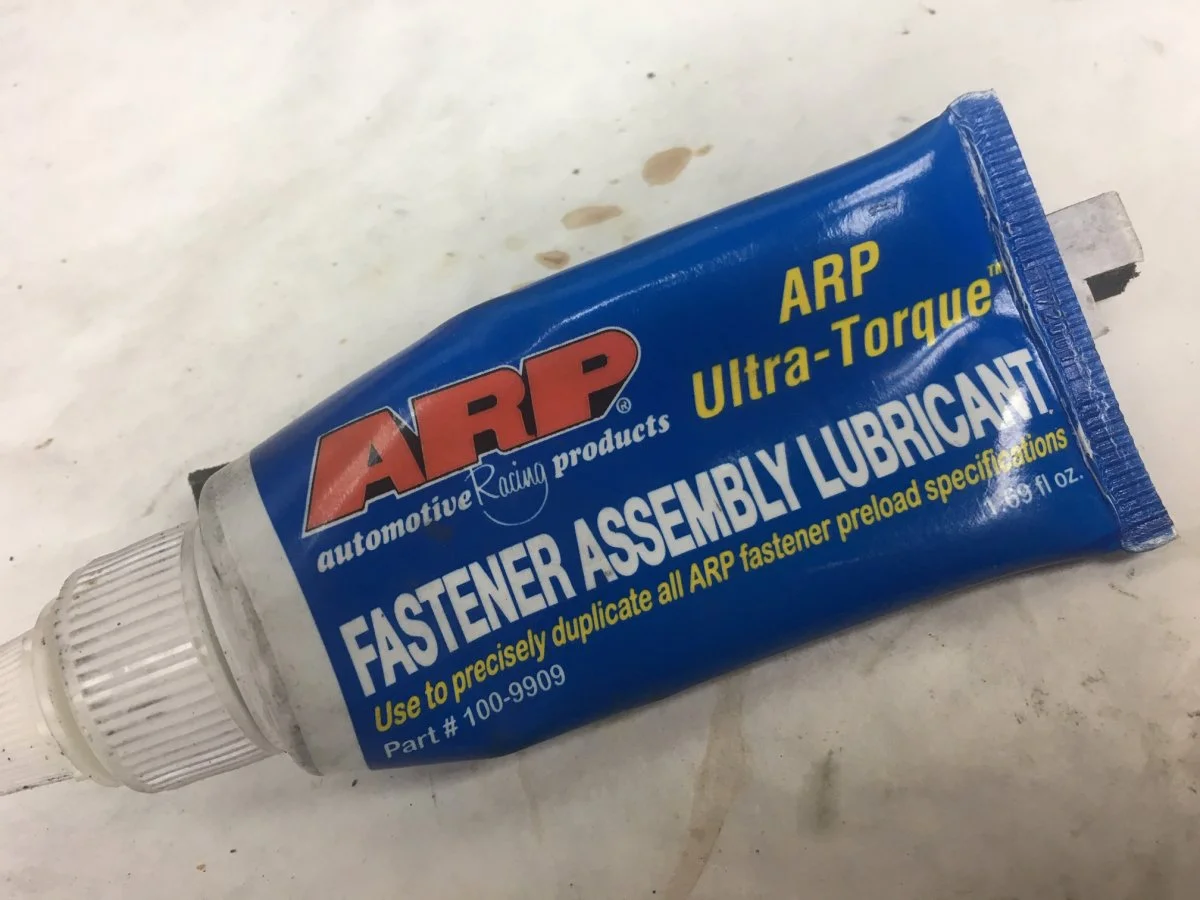 ARP®
automotive Racing products
ARP
Ultra-Torque™
FASTENER ASSEMBLY LUBRICANT
Use to precisely duplicate all ARP fastener preload specifications
Part # 100-9909
1.69 fl oz.